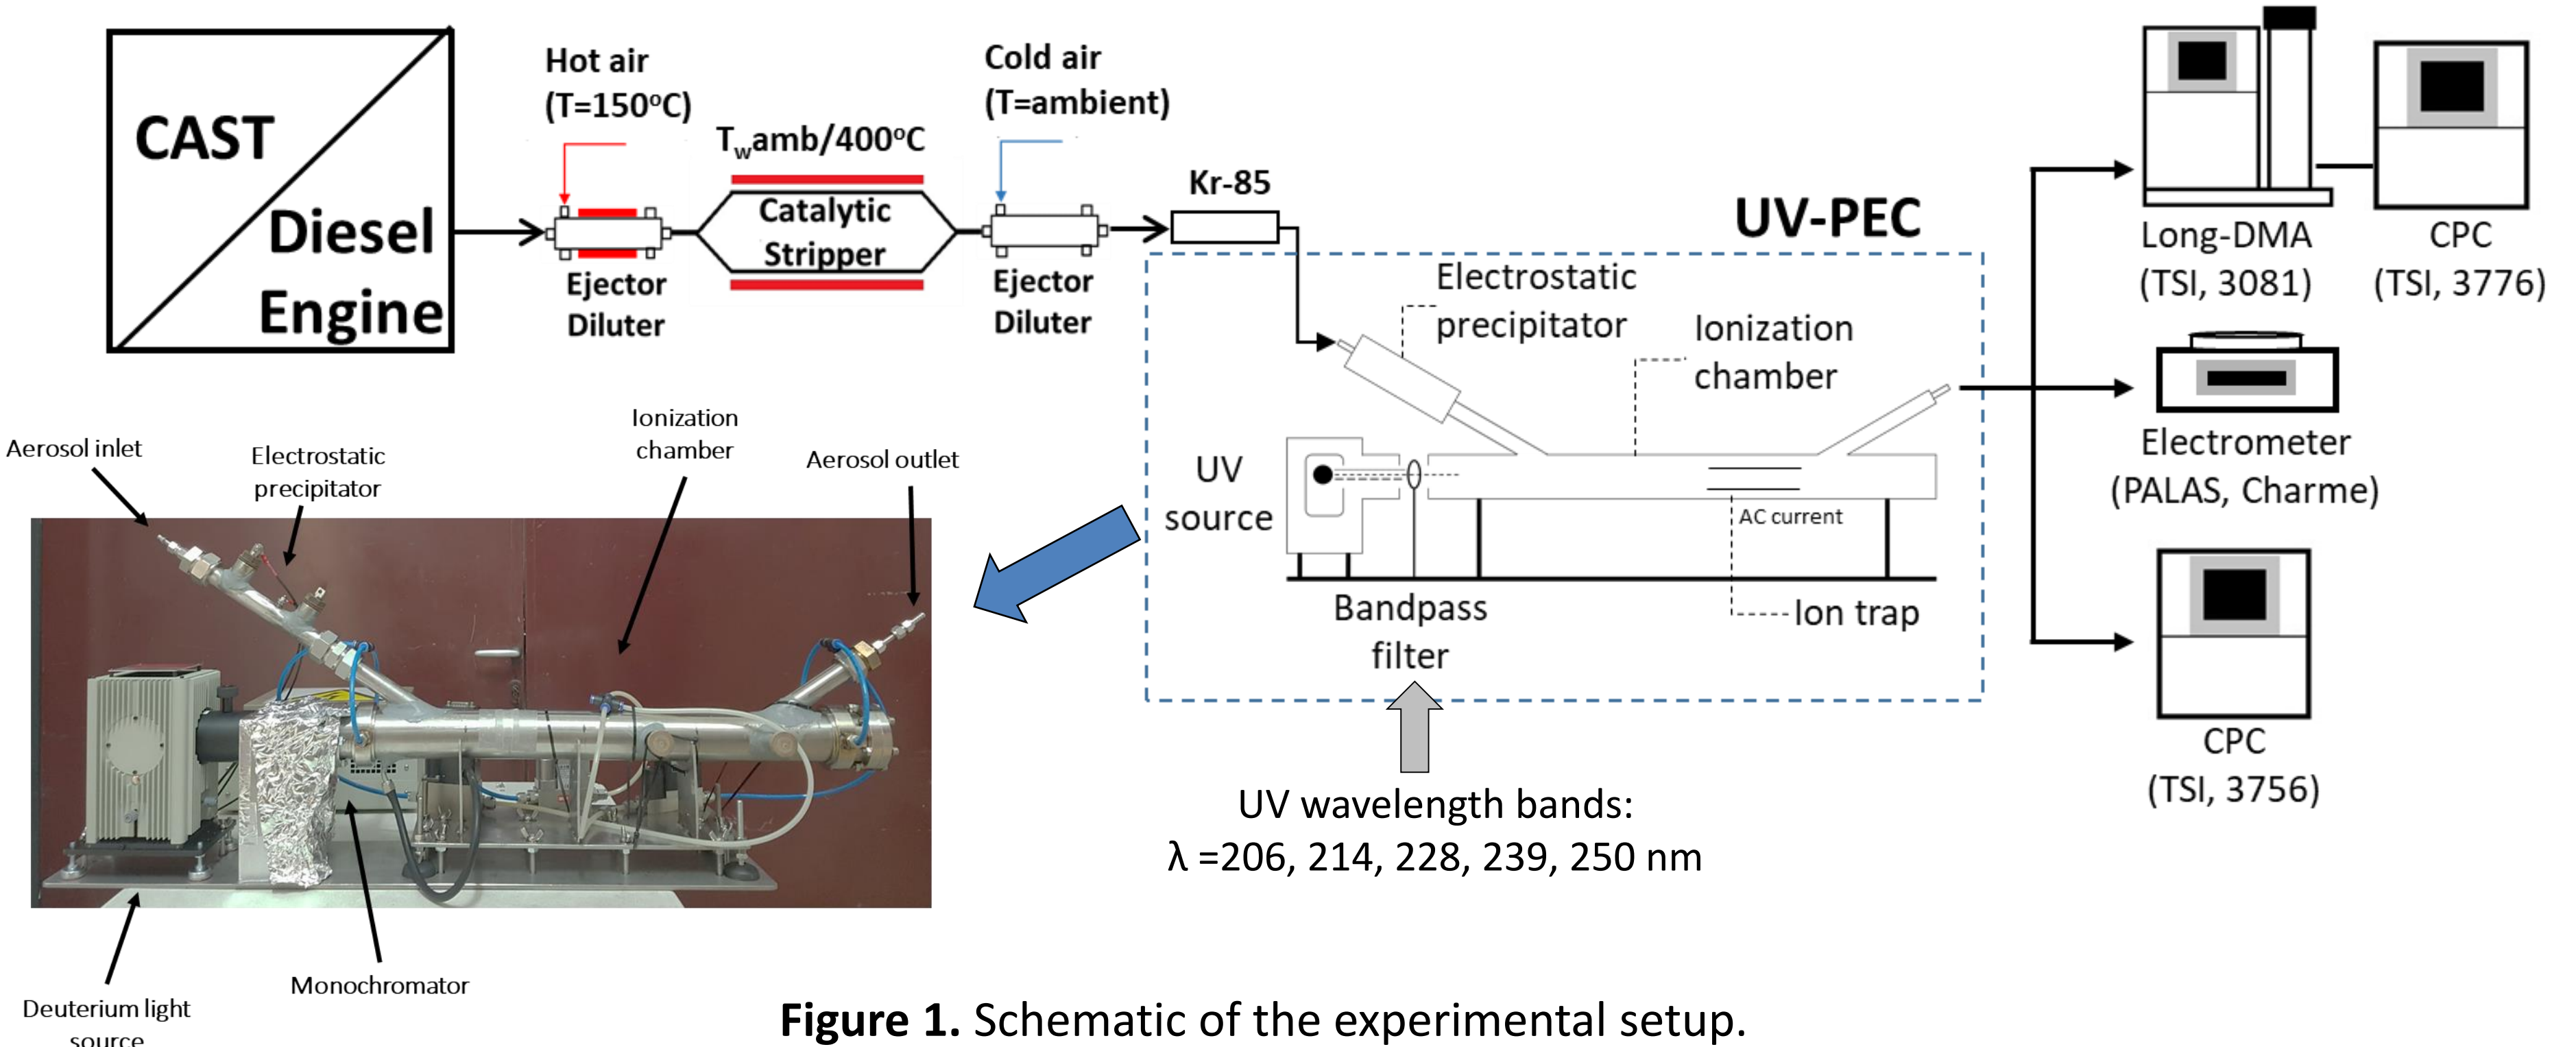 CAST
Diesel
Engine
Hot air
(T=150ºC)
Ejector
Diluter
Twamb/400ºC
Catalytic
Stripper
Cold air
(T=ambient)
Ejector
Diluter
Kr-85
UV-PEC
Electrostatic
precipitator
Ionization
chamber
UV
source
AC current
Bandpass
filter
Ion trap
UV wavelength bands:
λ =206, 214, 228, 239, 250 nm
Long-DMA
(TSI, 3081)
CPC
(TSI, 3776)
Electrometer
(PALAS, Charme)
CPC
(TSI, 3756)
Aerosol inlet
Electrostatic
precipitator
Ionization
chamber
Aerosol outlet
Deuterium light
source
Monochromator
Figure 1. Schematic of the experimental setup.